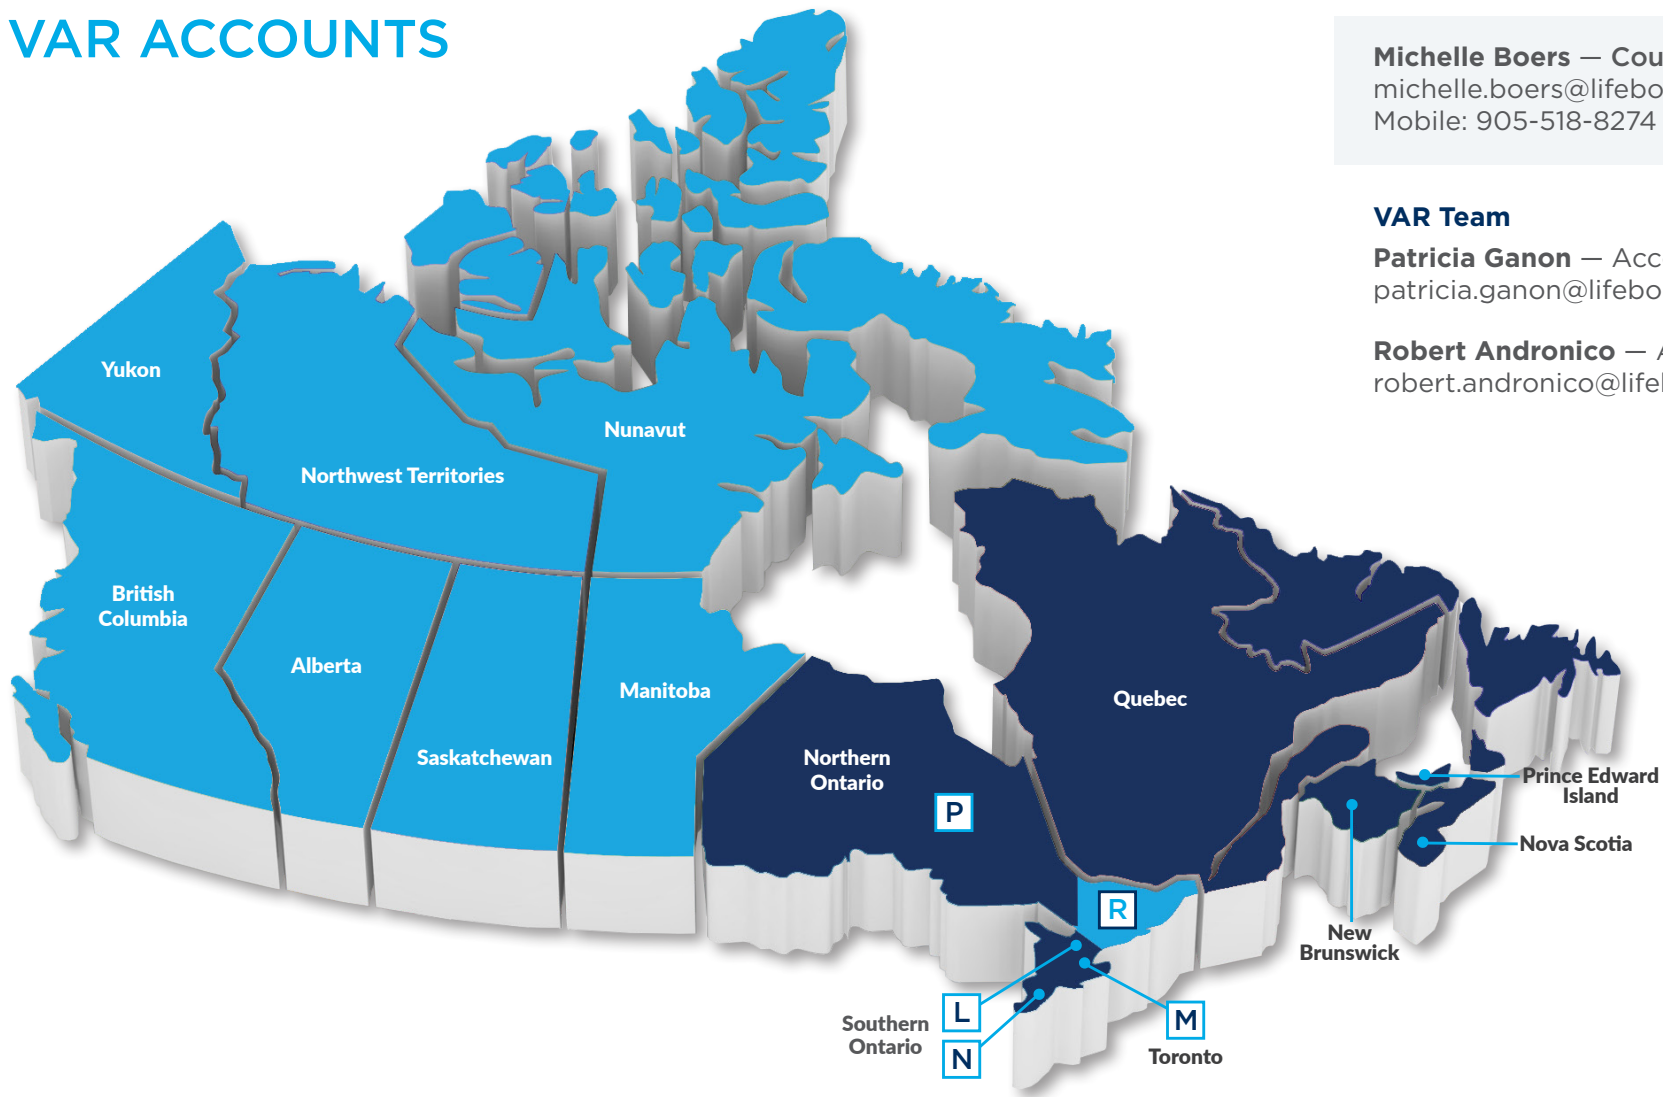 VAR ACCOUNTS
Michelle Boers — Cou
michelle.boers@lifebo
Mobile: 905-518-8274
VAR Team
Patricia Ganon — Acc
patricia.ganon@lifebo
Robert Andronico — A
robert.andronico@lifel
Yukon
Northwest Territories
Nunavut
British
Columbia
Alberta
Saskatchewan
Manitoba
Northern
Ontario
P
Quebec
R
Prince Edward
Island
Nova Scotia
New
Brunswick
Southern
Ontario
L
N
M
Toronto